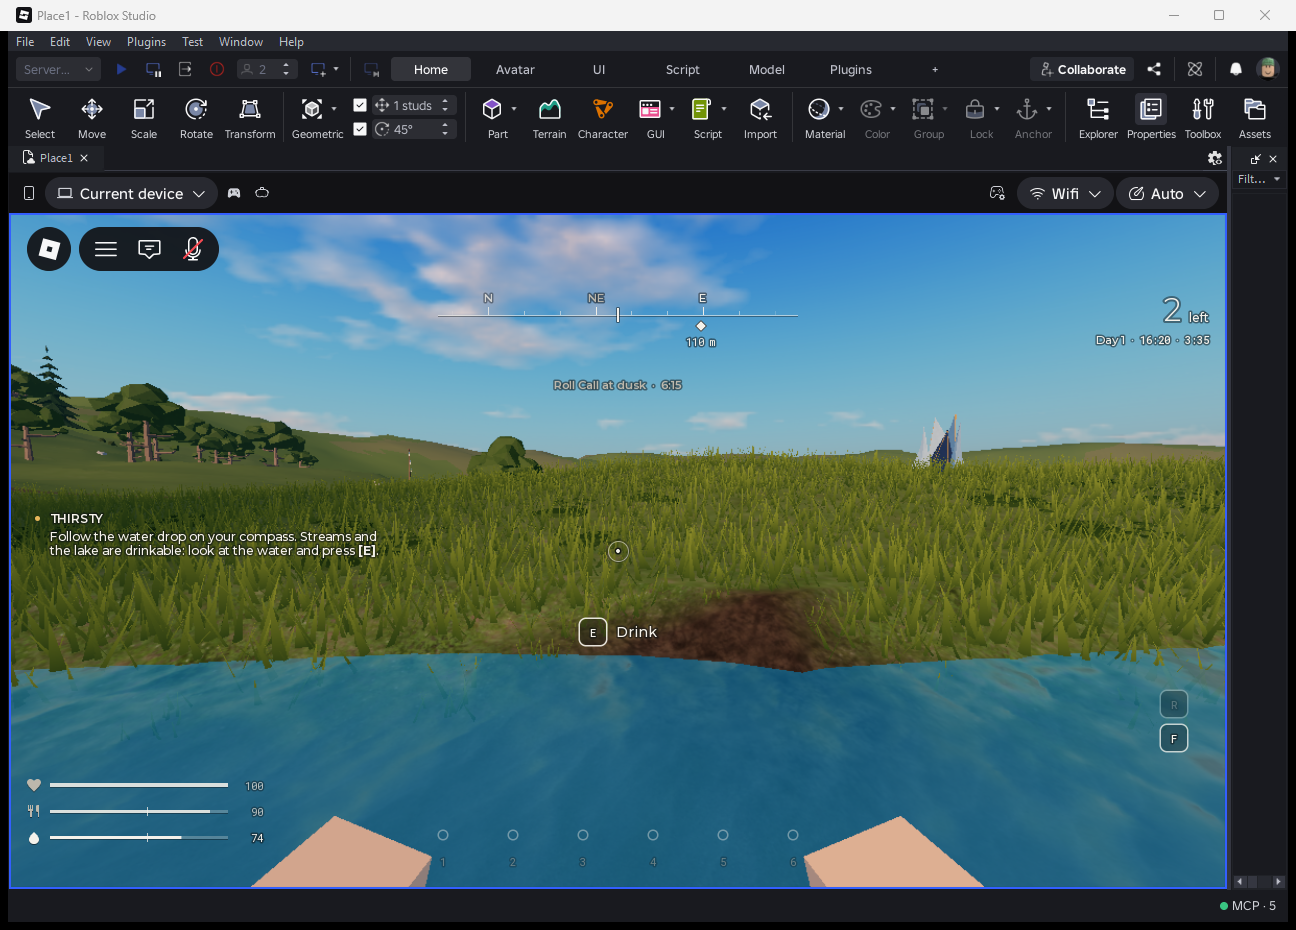 Place1 - Roblox Studio
File Edit View Plugins Test Window Help
Server... 2 Home Avatar UI Script Model Plugins + Collaborate
1 studs
45°
Select Move Scale Rotate Transform Geometric Part Terrain Character GUI Script Import Material Color Group Lock Anchor Explorer Properties Toolbox Assets
Place1
Filt...
Current device Wifi Auto
N NE E
110 m
2 left
Day1 · 16:20 · 3:35
Roll Call at dusk · 6:15
THIRSTY
Follow the water drop on your compass. Streams and
the lake are drinkable: look at the water and press [E].
E Drink
R
F
100
90
74
1 2 3 4 5 6
MCP · 5